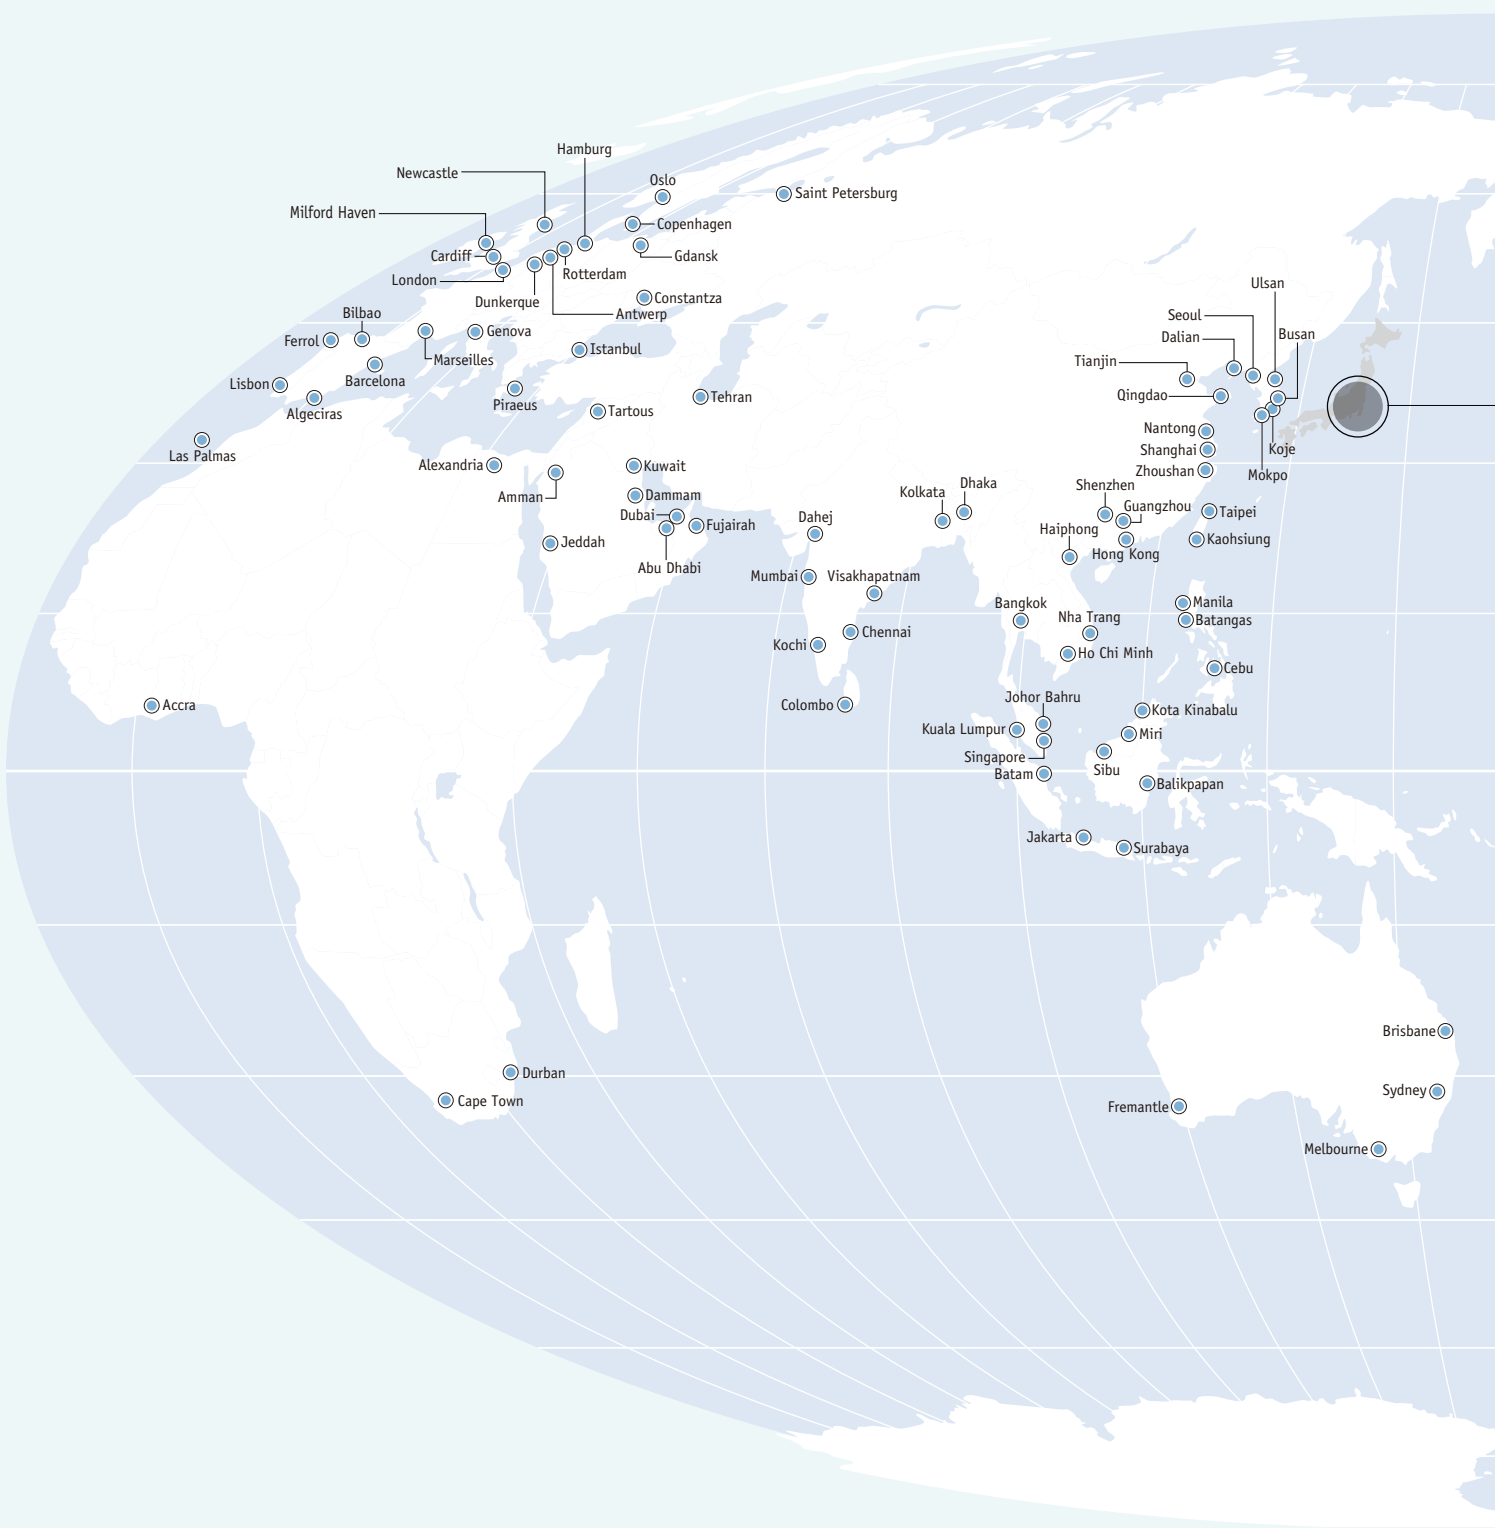 Hamburg
Newcastle
Oslo
Saint Petersburg
Milford Haven
Copenhagen
Cardiff
Gdansk
Rotterdam
London
Ulsan
Dunkerque
Constantza
Bilbao
Antwerp
Seoul
Genova
Busan
Ferrol
Dalian
Istanbul
Marseilles
Tianjin
Barcelona
Lisbon
Qingdao
Tehran
Piraeus
Algeciras
Tartous
Nantong
Koje
Shanghai
Las Palmas
Alexandria
Kuwait
Zhoushan
Mokpo
Dhaka
Shenzhen
Kolkata
Amman
Dammam
Guangzhou
Taipei
Dubai
Dahej
Fujairah
Haiphong
Kaohsiung
Jeddah
Hong Kong
Abu Dhabi
Mumbai
Visakhapatnam
Bangkok
Manila
Nha Trang
Batangas
Chennai
Kochi
Ho Chi Minh
Cebu
Johor Bahru
Accra
Colombo
Kota Kinabalu
Kuala Lumpur
Miri
Singapore
Sibu
Batam
Balikpapan
Jakarta
Surabaya
Brisbane
Durban
Sydney
Cape Town
Fremantle
Melbourne